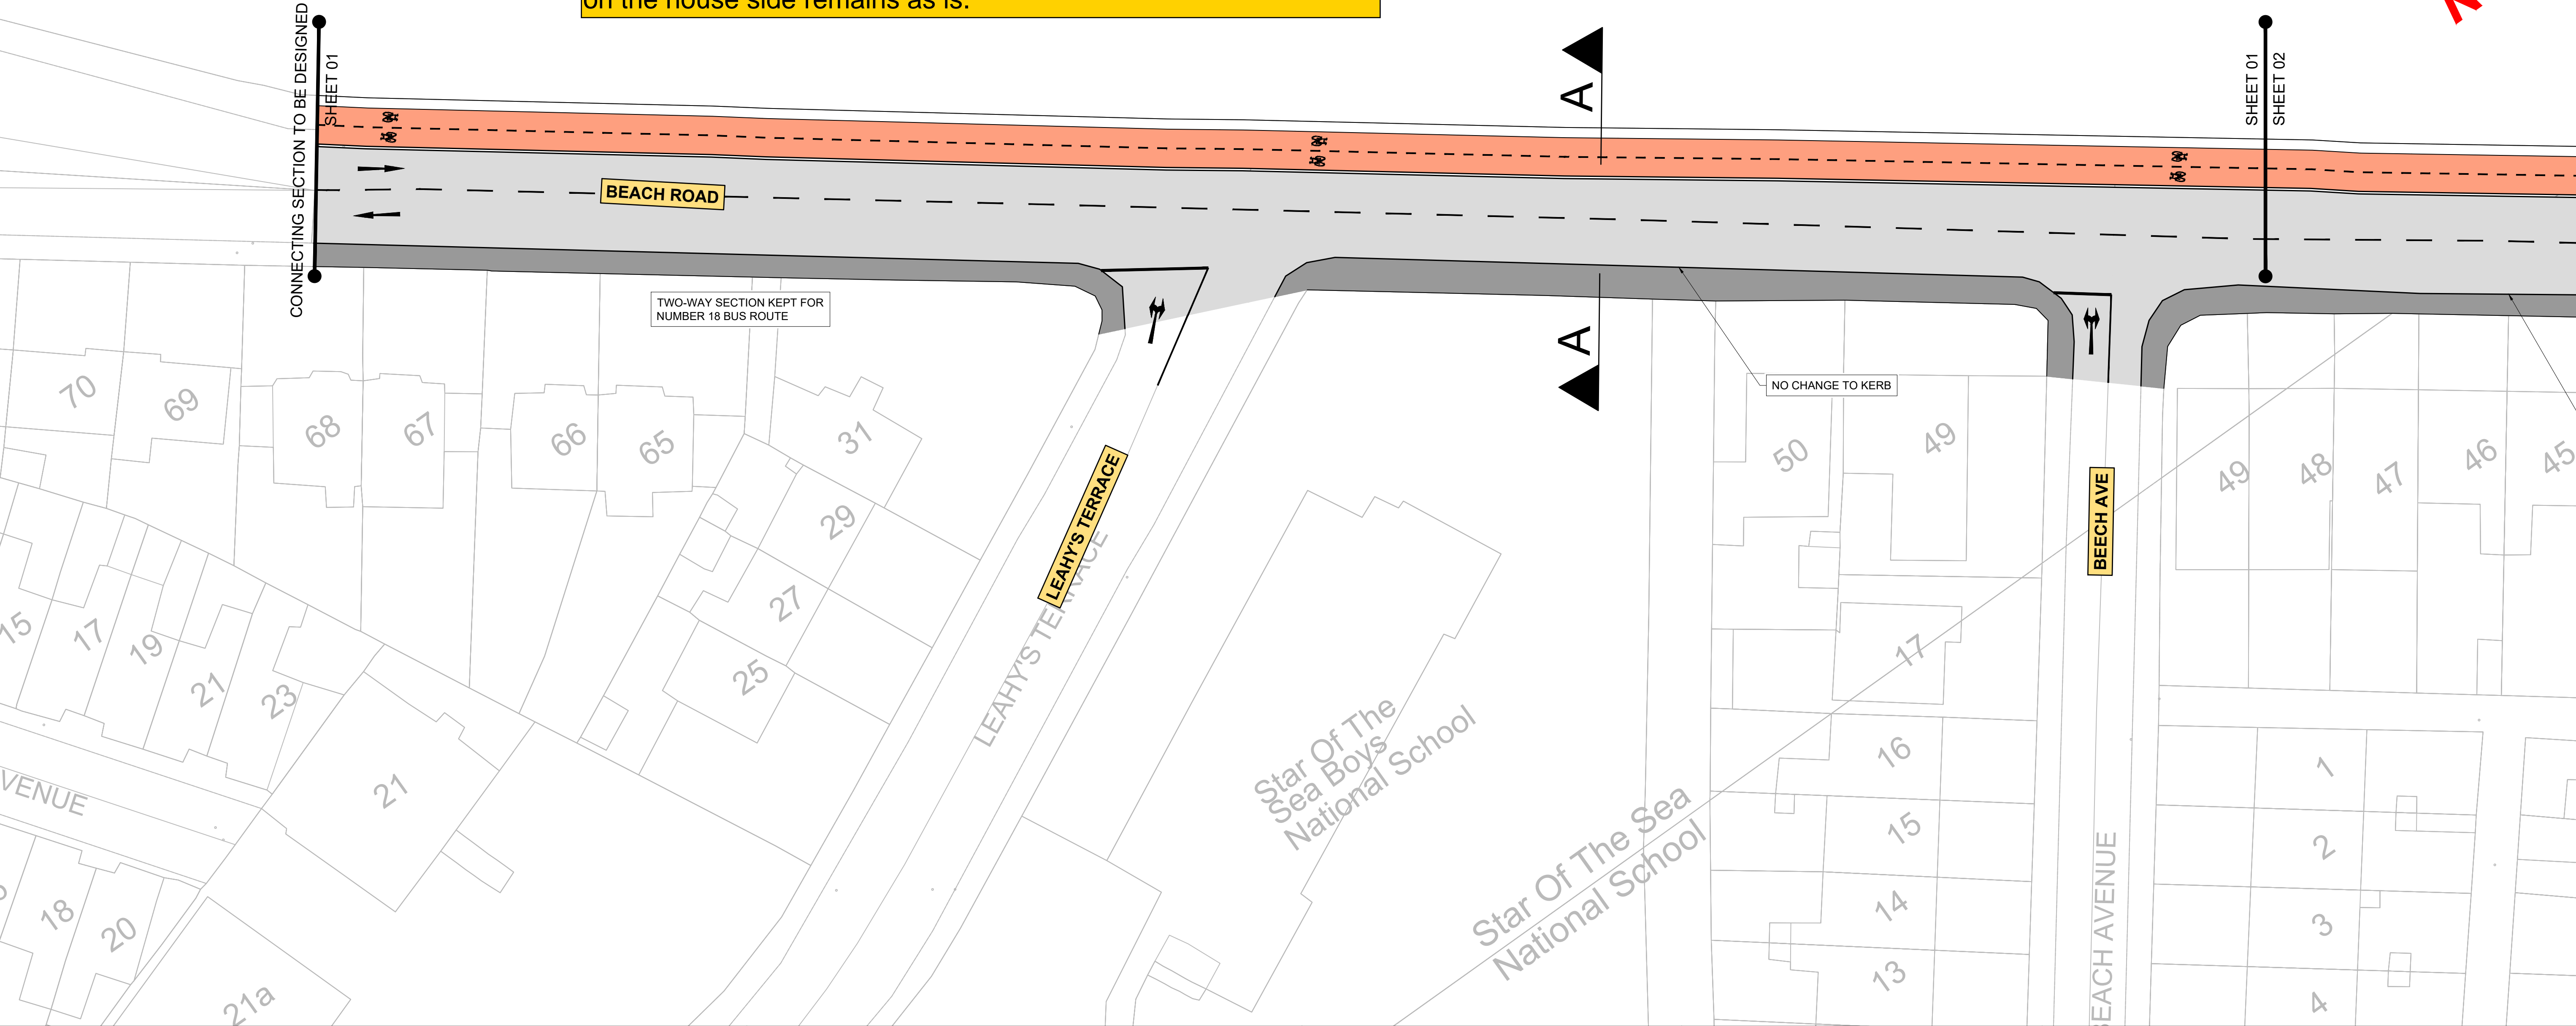 on the house side remains as is.
CONNECTING SECTION TO BE DESIGNED
SHEET 01
A
SHEET 01
SHEET 02
BEACH ROAD
TWO-WAY SECTION KEPT FOR
NUMBER 18 BUS ROUTE
A
NO CHANGE TO KERB
70
69
68
67
66
65
31
29
27
25
LEAHY'S TERRACE
LEAHY'S TERRACE
50
49
BEECH AVE
49
48
47
46
45
15
17
19
21
23
21
VENUE
18
20
21a
Star Of The
Sea Boys
National School
Star Of The Sea
National School
17
16
15
14
13
BEACH AVENUE
1
2
3
4